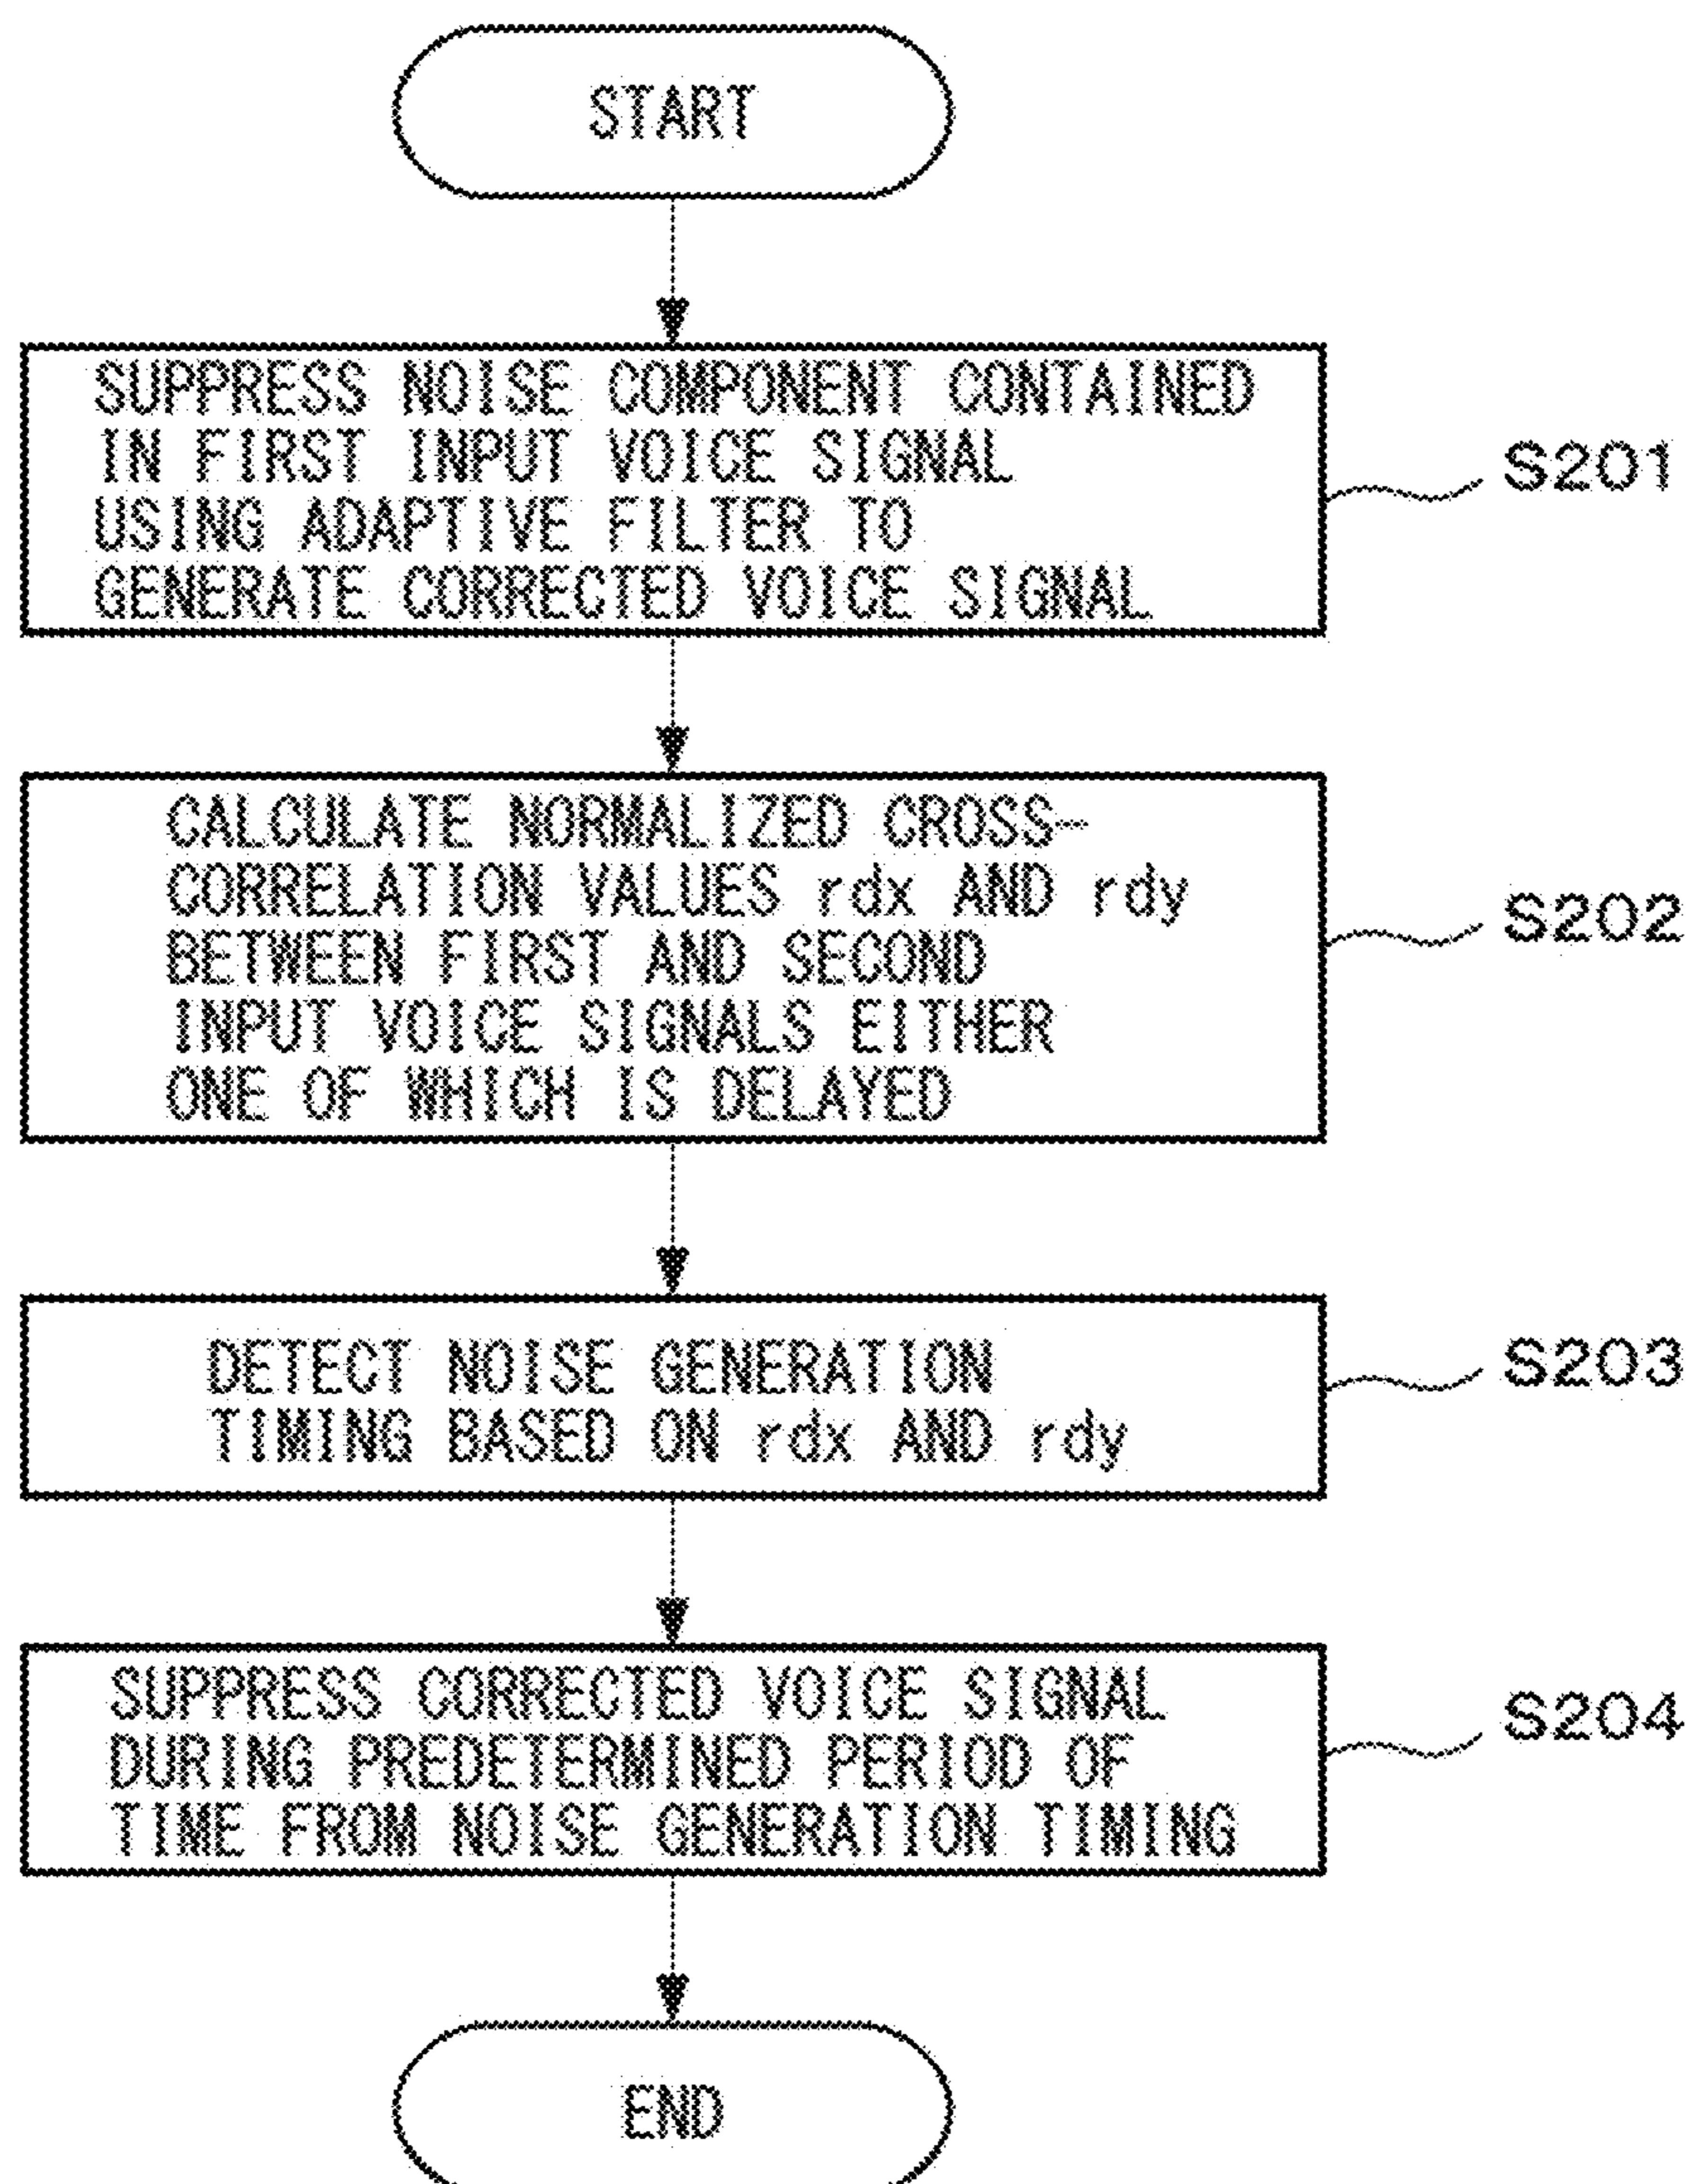 START
SUPPRESS NOISE COMPONENT CONTAINED
IN FIRST INPUT VOICE SIGNAL
USING ADAPTIVE FILTER TO
GENERATE CORRECTED VOICE SIGNAL
S201
CALCULATE NORMALIZED CROSS-
CORRELATION VALUES rdx AND rdy
BETWEEN FIRST AND SECOND
INPUT VOICE SIGNALS EITHER
ONE OF WHICH IS DELAYED
S202
DETECT NOISE GENERATION
TIMING BASED ON rdx AND rdy
S203
SUPPRESS CORRECTED VOICE SIGNAL
DURING PREDETERMINED PERIOD OF
TIME FROM NOISE GENERATION TIMING
S204
END